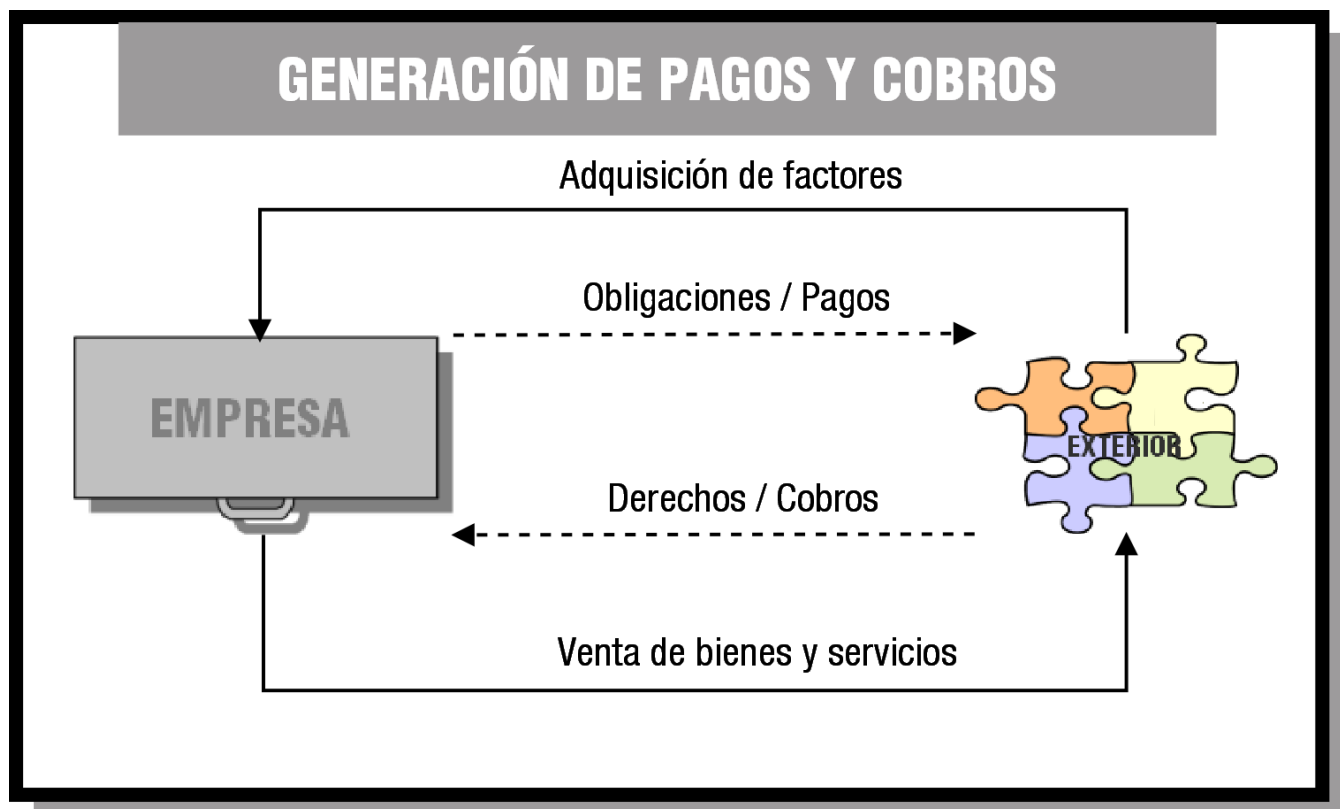 GENERACIÓN DE PAGOS Y COBROS
Adquisición de factores
Obligaciones / Pagos
EMPRESA
EXTERIOR
Derechos / Cobros
Venta de bienes y servicios